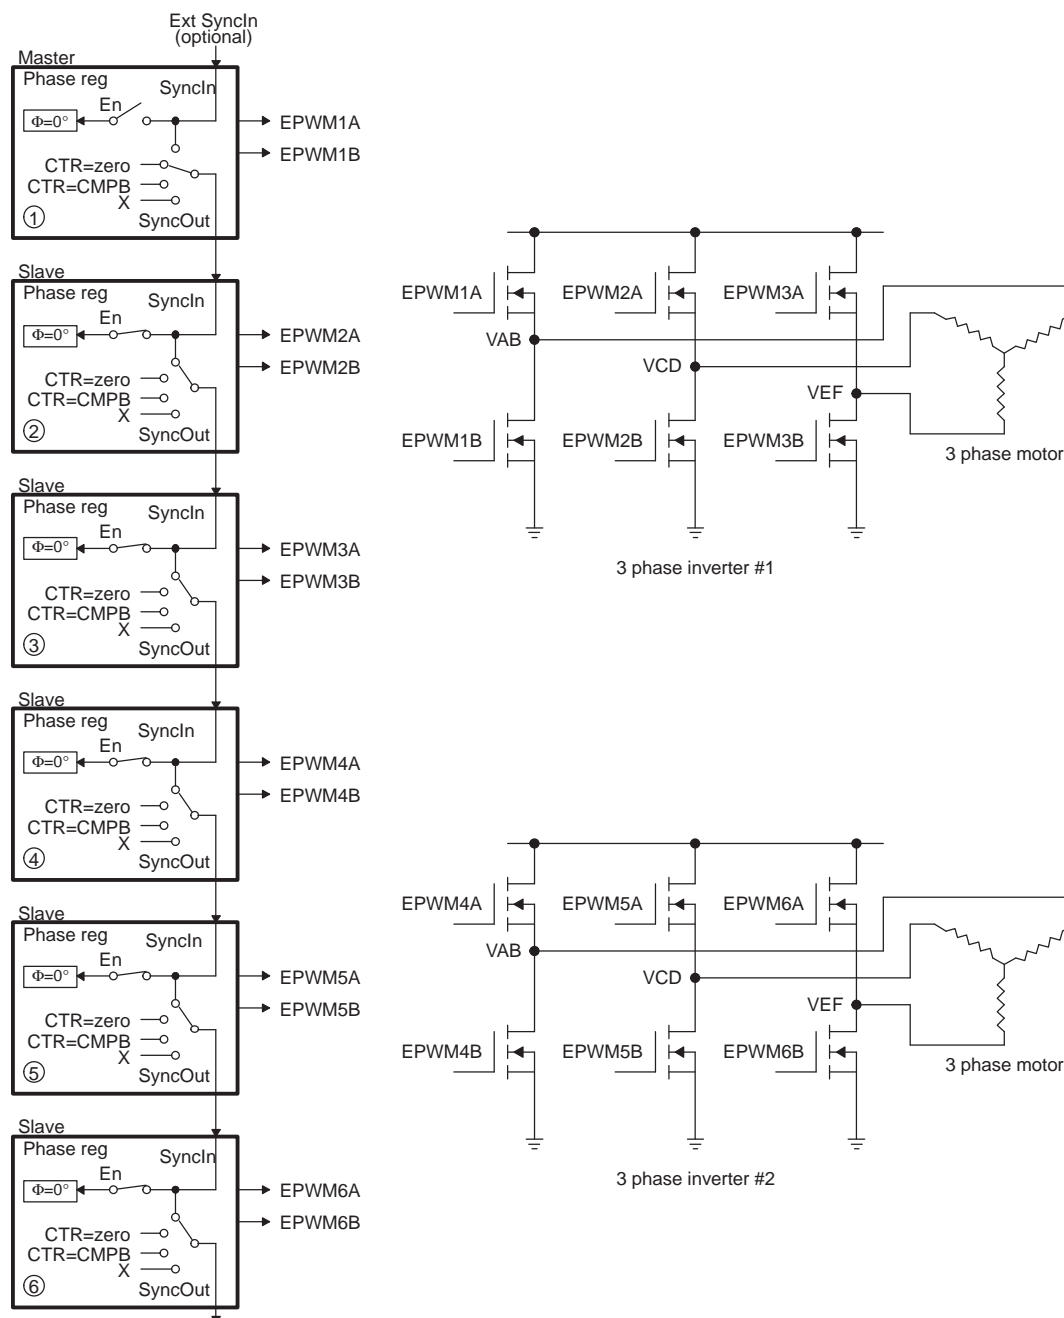 Ext SyncIn
(optional)
Master
Phase reg
SyncIn
En
Φ=0°
EPWM1A
EPWM1B
CTR=zero
CTR=CMPB
X
1
SyncOut
Slave
Phase reg
SyncIn
En
Φ=0°
EPWM2A
EPWM2B
CTR=zero
CTR=CMPB
X
2
SyncOut
Slave
Phase reg
SyncIn
En
Φ=0°
EPWM3A
EPWM3B
CTR=zero
CTR=CMPB
X
3
SyncOut
Slave
Phase reg
SyncIn
En
Φ=0°
EPWM4A
EPWM4B
CTR=zero
CTR=CMPB
X
4
SyncOut
Slave
Phase reg
SyncIn
En
Φ=0°
EPWM5A
EPWM5B
CTR=zero
CTR=CMPB
X
5
SyncOut
Slave
Phase reg
SyncIn
En
Φ=0°
EPWM6A
EPWM6B
CTR=zero
CTR=CMPB
X
6
SyncOut
EPWM1A
EPWM2A
EPWM3A
VAB
VCD
VEF
EPWM1B
EPWM2B
EPWM3B
3 phase motor
3 phase inverter #1
EPWM4A
EPWM5A
EPWM6A
VAB
VCD
VEF
EPWM4B
EPWM5B
EPWM6B
3 phase motor
3 phase inverter #2